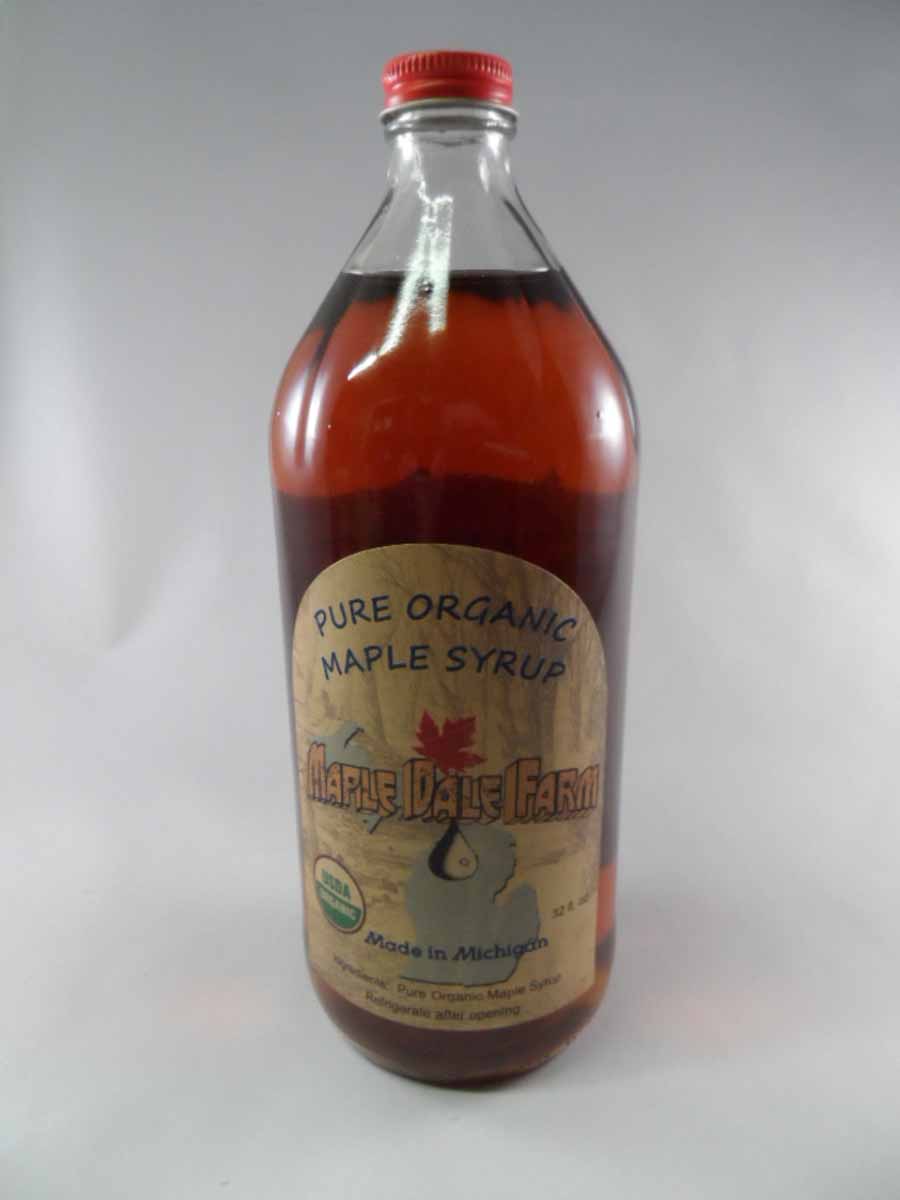 PURE ORGANIC
MAPLE SYRUP
MAPLE DALE FARM
USDA
ORGANIC
32 fl. oz.
Made in Michigan
Ingredients: Pure Organic Maple Syrup
Refrigerate after opening